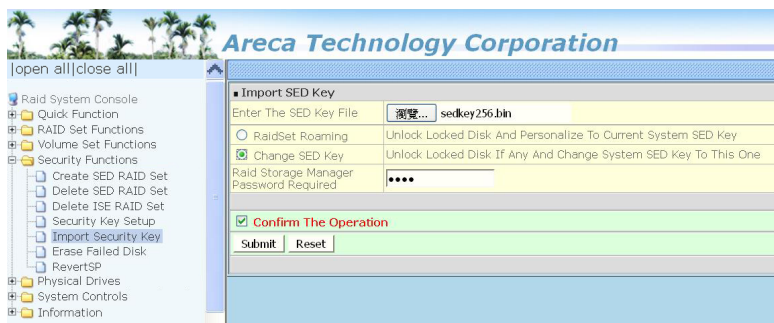 Areca Technology Corporation
|open all|close all|
Raid System Console
Quick Function
RAID Set Functions
Volume Set Functions
Security Functions
Create SED RAID Set
Delete SED RAID Set
Delete ISE RAID Set
Security Key Setup
Import Security Key
Erase Failed Disk
RevertSP
Physical Drives
System Controls
Information
Import SED Key
Enter The SED Key File 瀏覽... sedkey256.bin
RaidSet Roaming Unlock Locked Disk And Personalize To Current System SED Key
Change SED Key Unlock Locked Disk If Any And Change System SED Key To This One
Raid Storage Manager
Password Required ••••
Confirm The Operation
Submit Reset